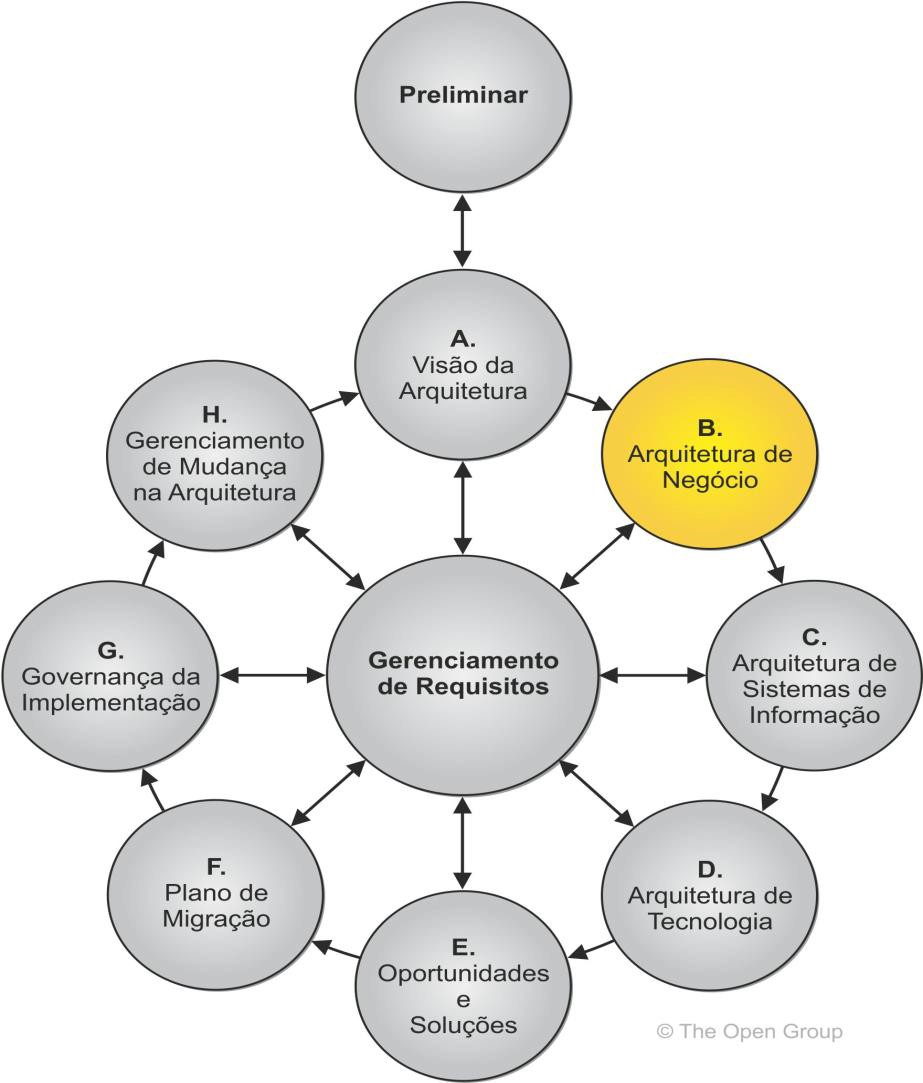 Preliminar
A.
Visão da
Arquitetura
B.
Arquitetura de
Negócio
C.
Arquitetura de
Sistemas de
Informação
D.
Arquitetura de
Tecnologia
E.
Oportunidades
e
Soluções
F.
Plano de
Migração
G.
Governança da
Implementação
H.
Gerenciamento
de Mudança
na Arquitetura
Gerenciamento
de Requisitos
© The Open Group